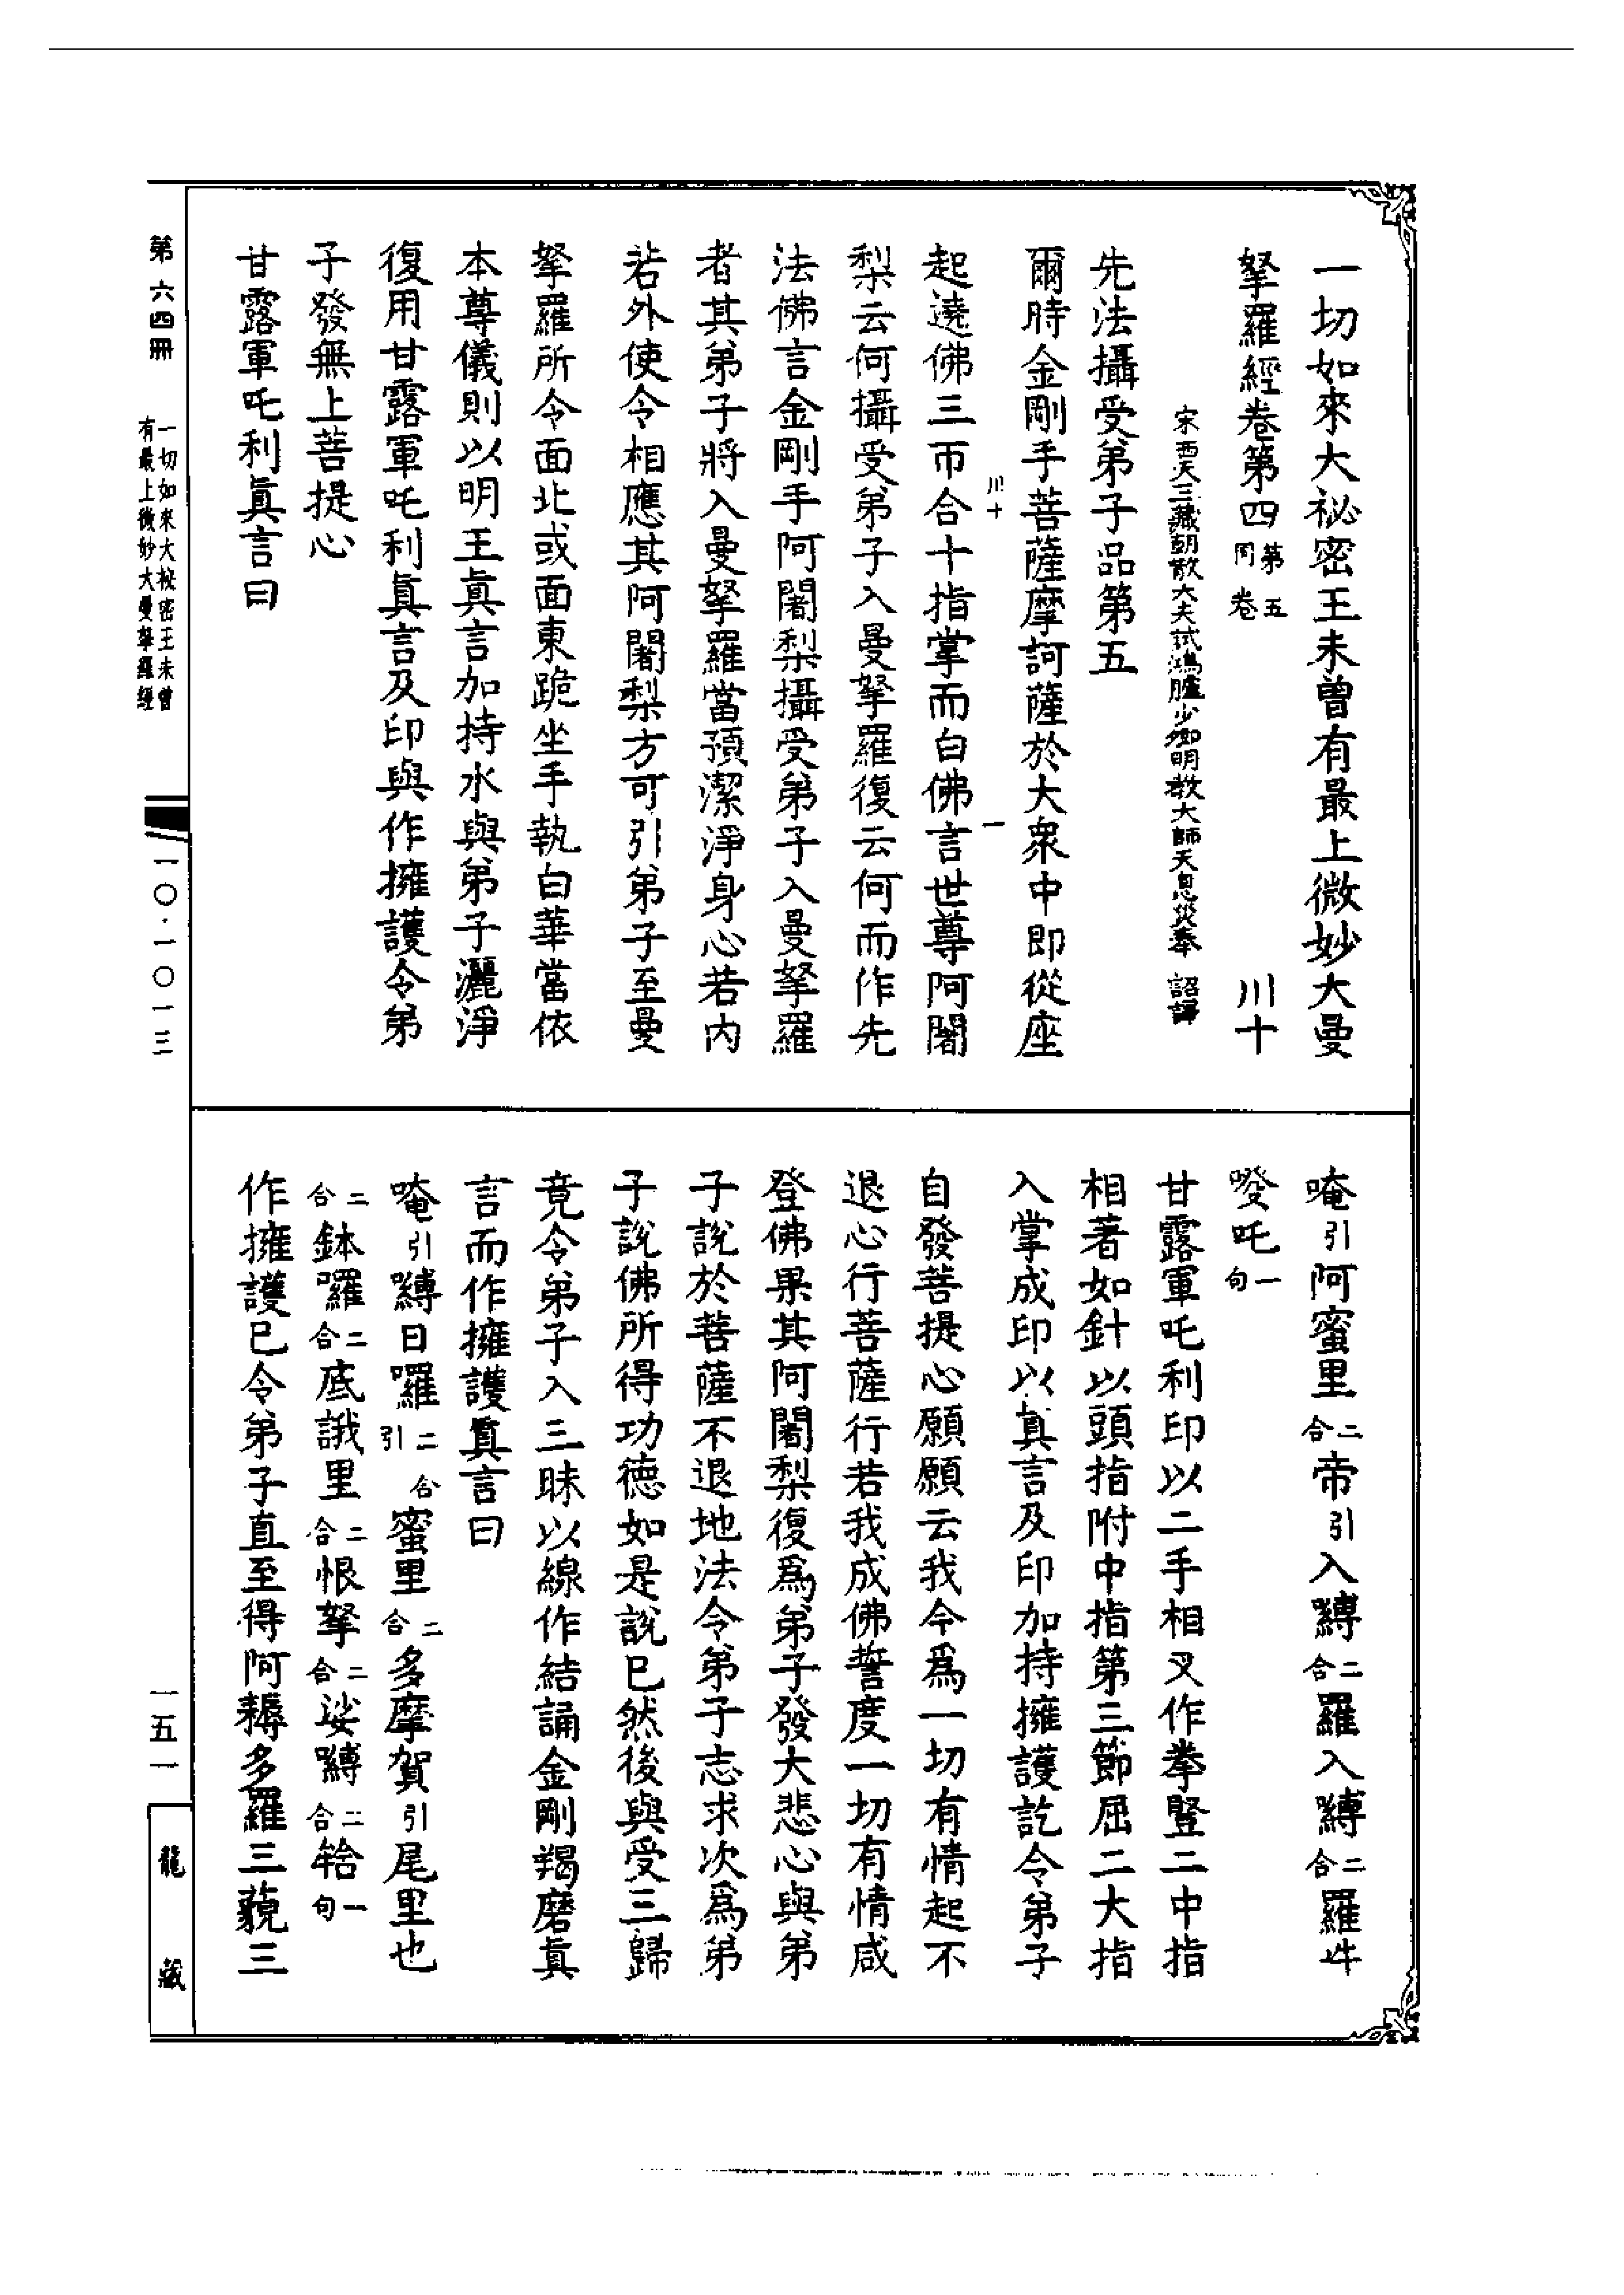 一切如來大祕密王未曾有最上微妙大曼
拏羅經卷第四 第五同卷 川十
宋西天三藏朝散大夫試鴻臚少卿明教大師天息災奉 詔譯
先法攝受弟子品第五
爾時金剛手菩薩摩訶薩於大衆中即從座
川十 一
起遶佛三帀合十指掌而白佛言世尊阿闍
梨云何攝受弟子入曼拏羅復云何而作先
法佛言金剛手阿闍梨攝受弟子入曼拏羅
者其弟子將入曼拏羅當預潔淨身心若内
若外使令相應其阿闍梨方可引弟子至曼
拏羅所令面北或面東跪坐手執白華當依
本尊儀則以明王眞言加持水與弟子灑淨
復用甘露軍吒利眞言及印與作擁護令弟
子發無上菩提心
甘露軍吒利眞言曰
唵引阿蜜里二合帝引入嚩二合羅入嚩二合羅吽
癹吒一句
甘露軍吒利印以二手相叉作拳豎二中指
相著如針以頭指附中指第三節屈二大指
入掌成印以眞言及印加持擁護訖令弟子
自發菩提心願願云我今爲一切有情起不
退心行菩薩行若我成佛誓度一切有情咸
登佛果其阿闍梨復爲弟子發大悲心與弟
子說於菩薩不退地法令弟子志求次爲弟
子說佛所得功德如是說已然後與受三歸
竟令弟子入三昧以線作結誦金剛羯磨眞
言而作擁護眞言曰
唵引嚩日囉二合引蜜里二合多摩賀引尾里也
二合鉢囉二合底誐里二合恨拏二合娑嚩二合𤚥一句
作擁護已令弟子直至得阿耨多羅三藐三
第六四冊 一切如來大祕密王未曾有最上微妙大曼拏羅經
一〇·一〇一三
一五一
龍藏